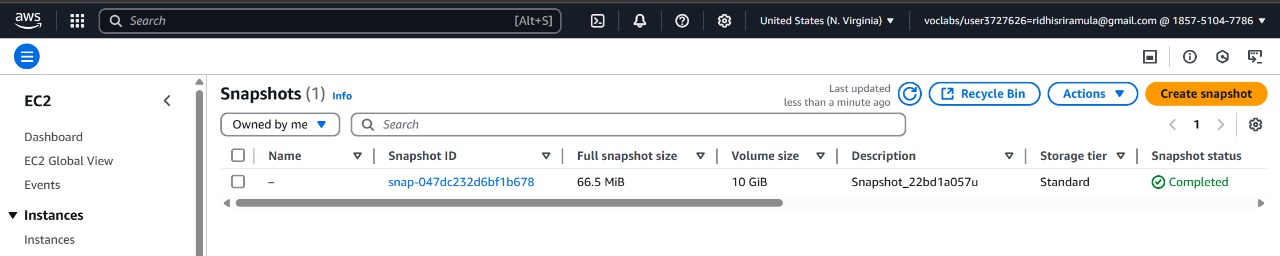 aws Search [Alt+S] United States (N. Virginia) voclabs/user3727626=ridhisriramula@gmail.com @ 1857-5104-7786
EC2
Dashboard
EC2 Global View
Events
Instances
Instances
Snapshots (1) Info
Last updated
less than a minute ago
Recycle Bin Actions Create snapshot
Owned by me Search 1
Name Snapshot ID Full snapshot size Volume size Description Storage tier Snapshot status
– snap-047dc232d6bf1b678 66.5 MiB 10 GiB Snapshot_22bd1a057u Standard Completed